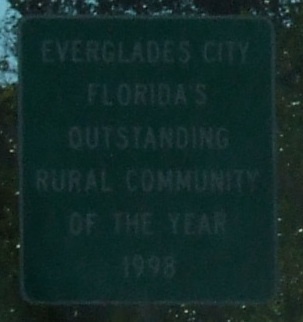 EVERGLADES CITY
FLORIDA'S
OUTSTANDING
RURAL COMMUNITY
OF THE YEAR
1998